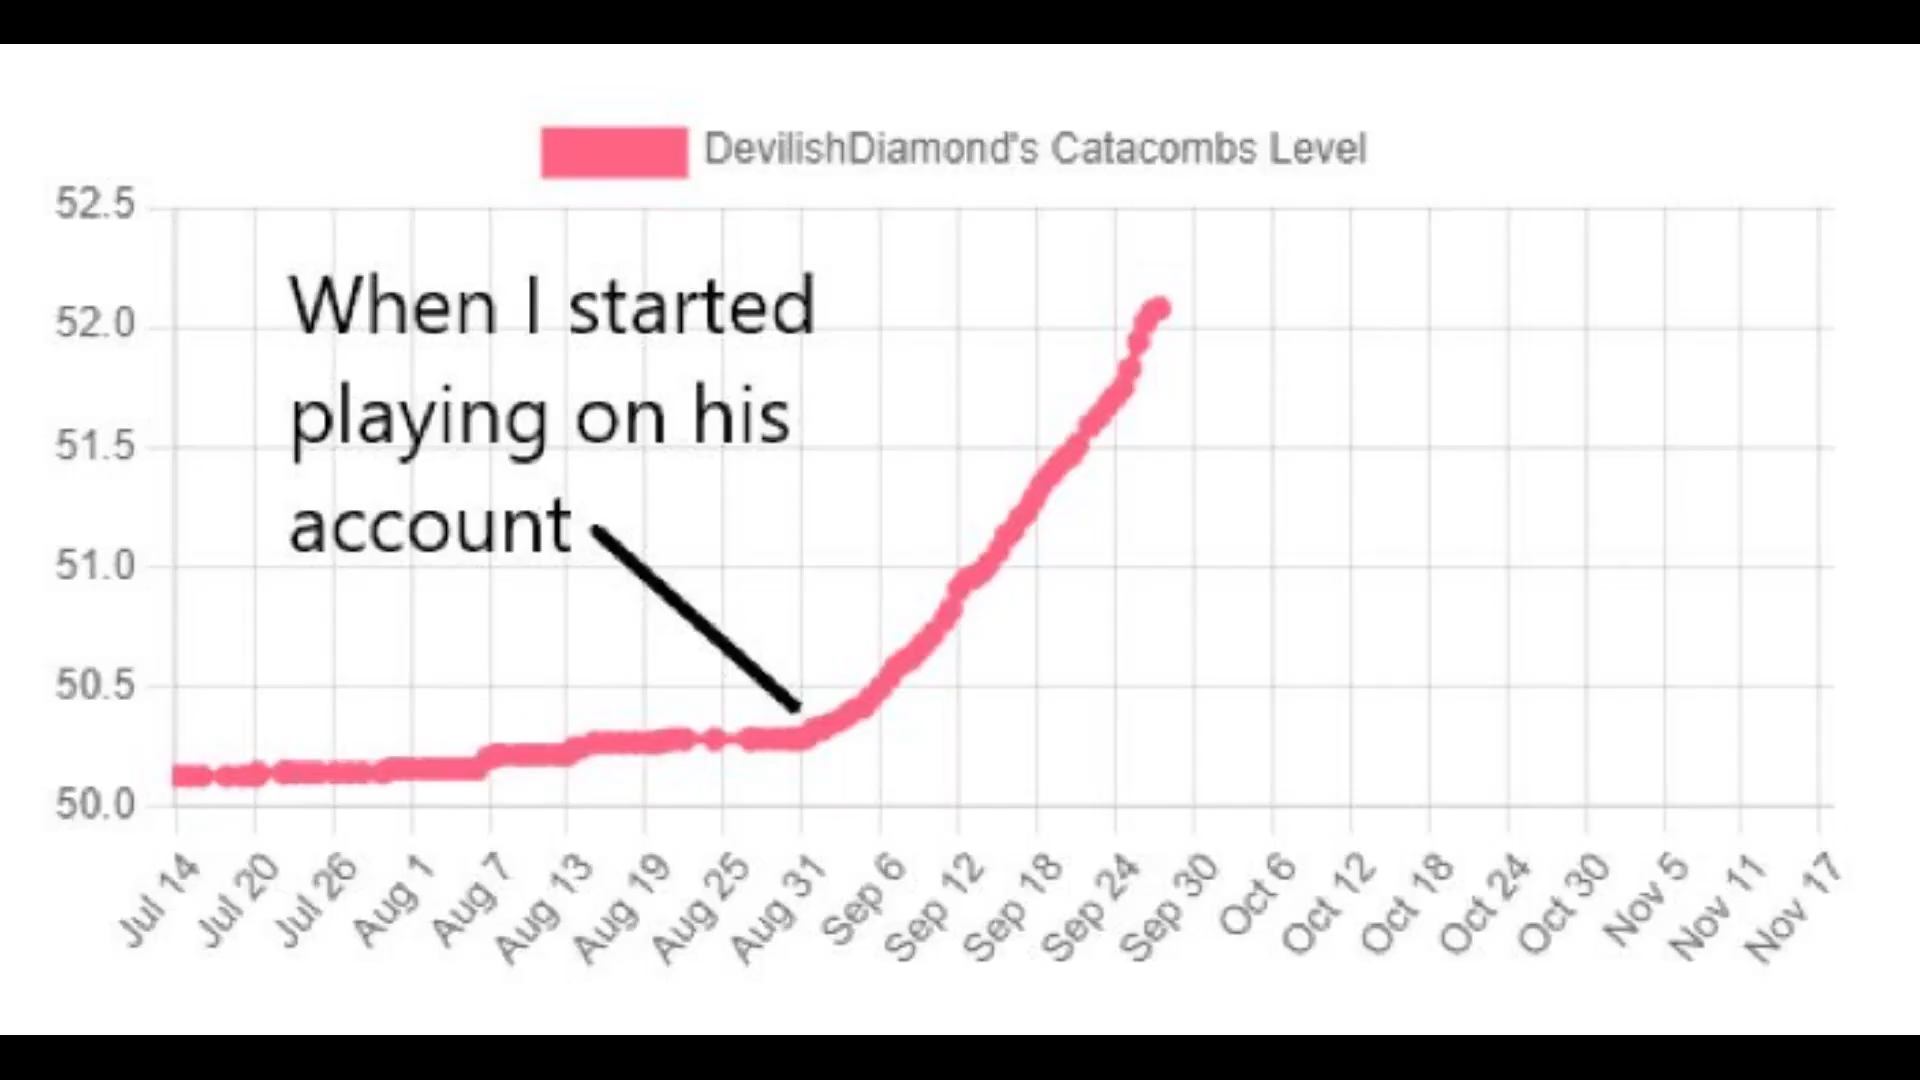 DevilishDiamond's Catacombs Level
52.5
When I started
52.0
playing on his
51.5
account
51.0
50.5
50.0
Jul 14
Jul 20
Jul 26
Aug 1
Aug 7
Aug 13
Aug 19
Aug 25
Aug 31
Sep 6
Sep 12
Sep 18
Sep 24
Sep 30
Oct 6
Oct 12
Oct 18
Oct 24
Oct 30
Nov 5
Nov 11
Nov 17